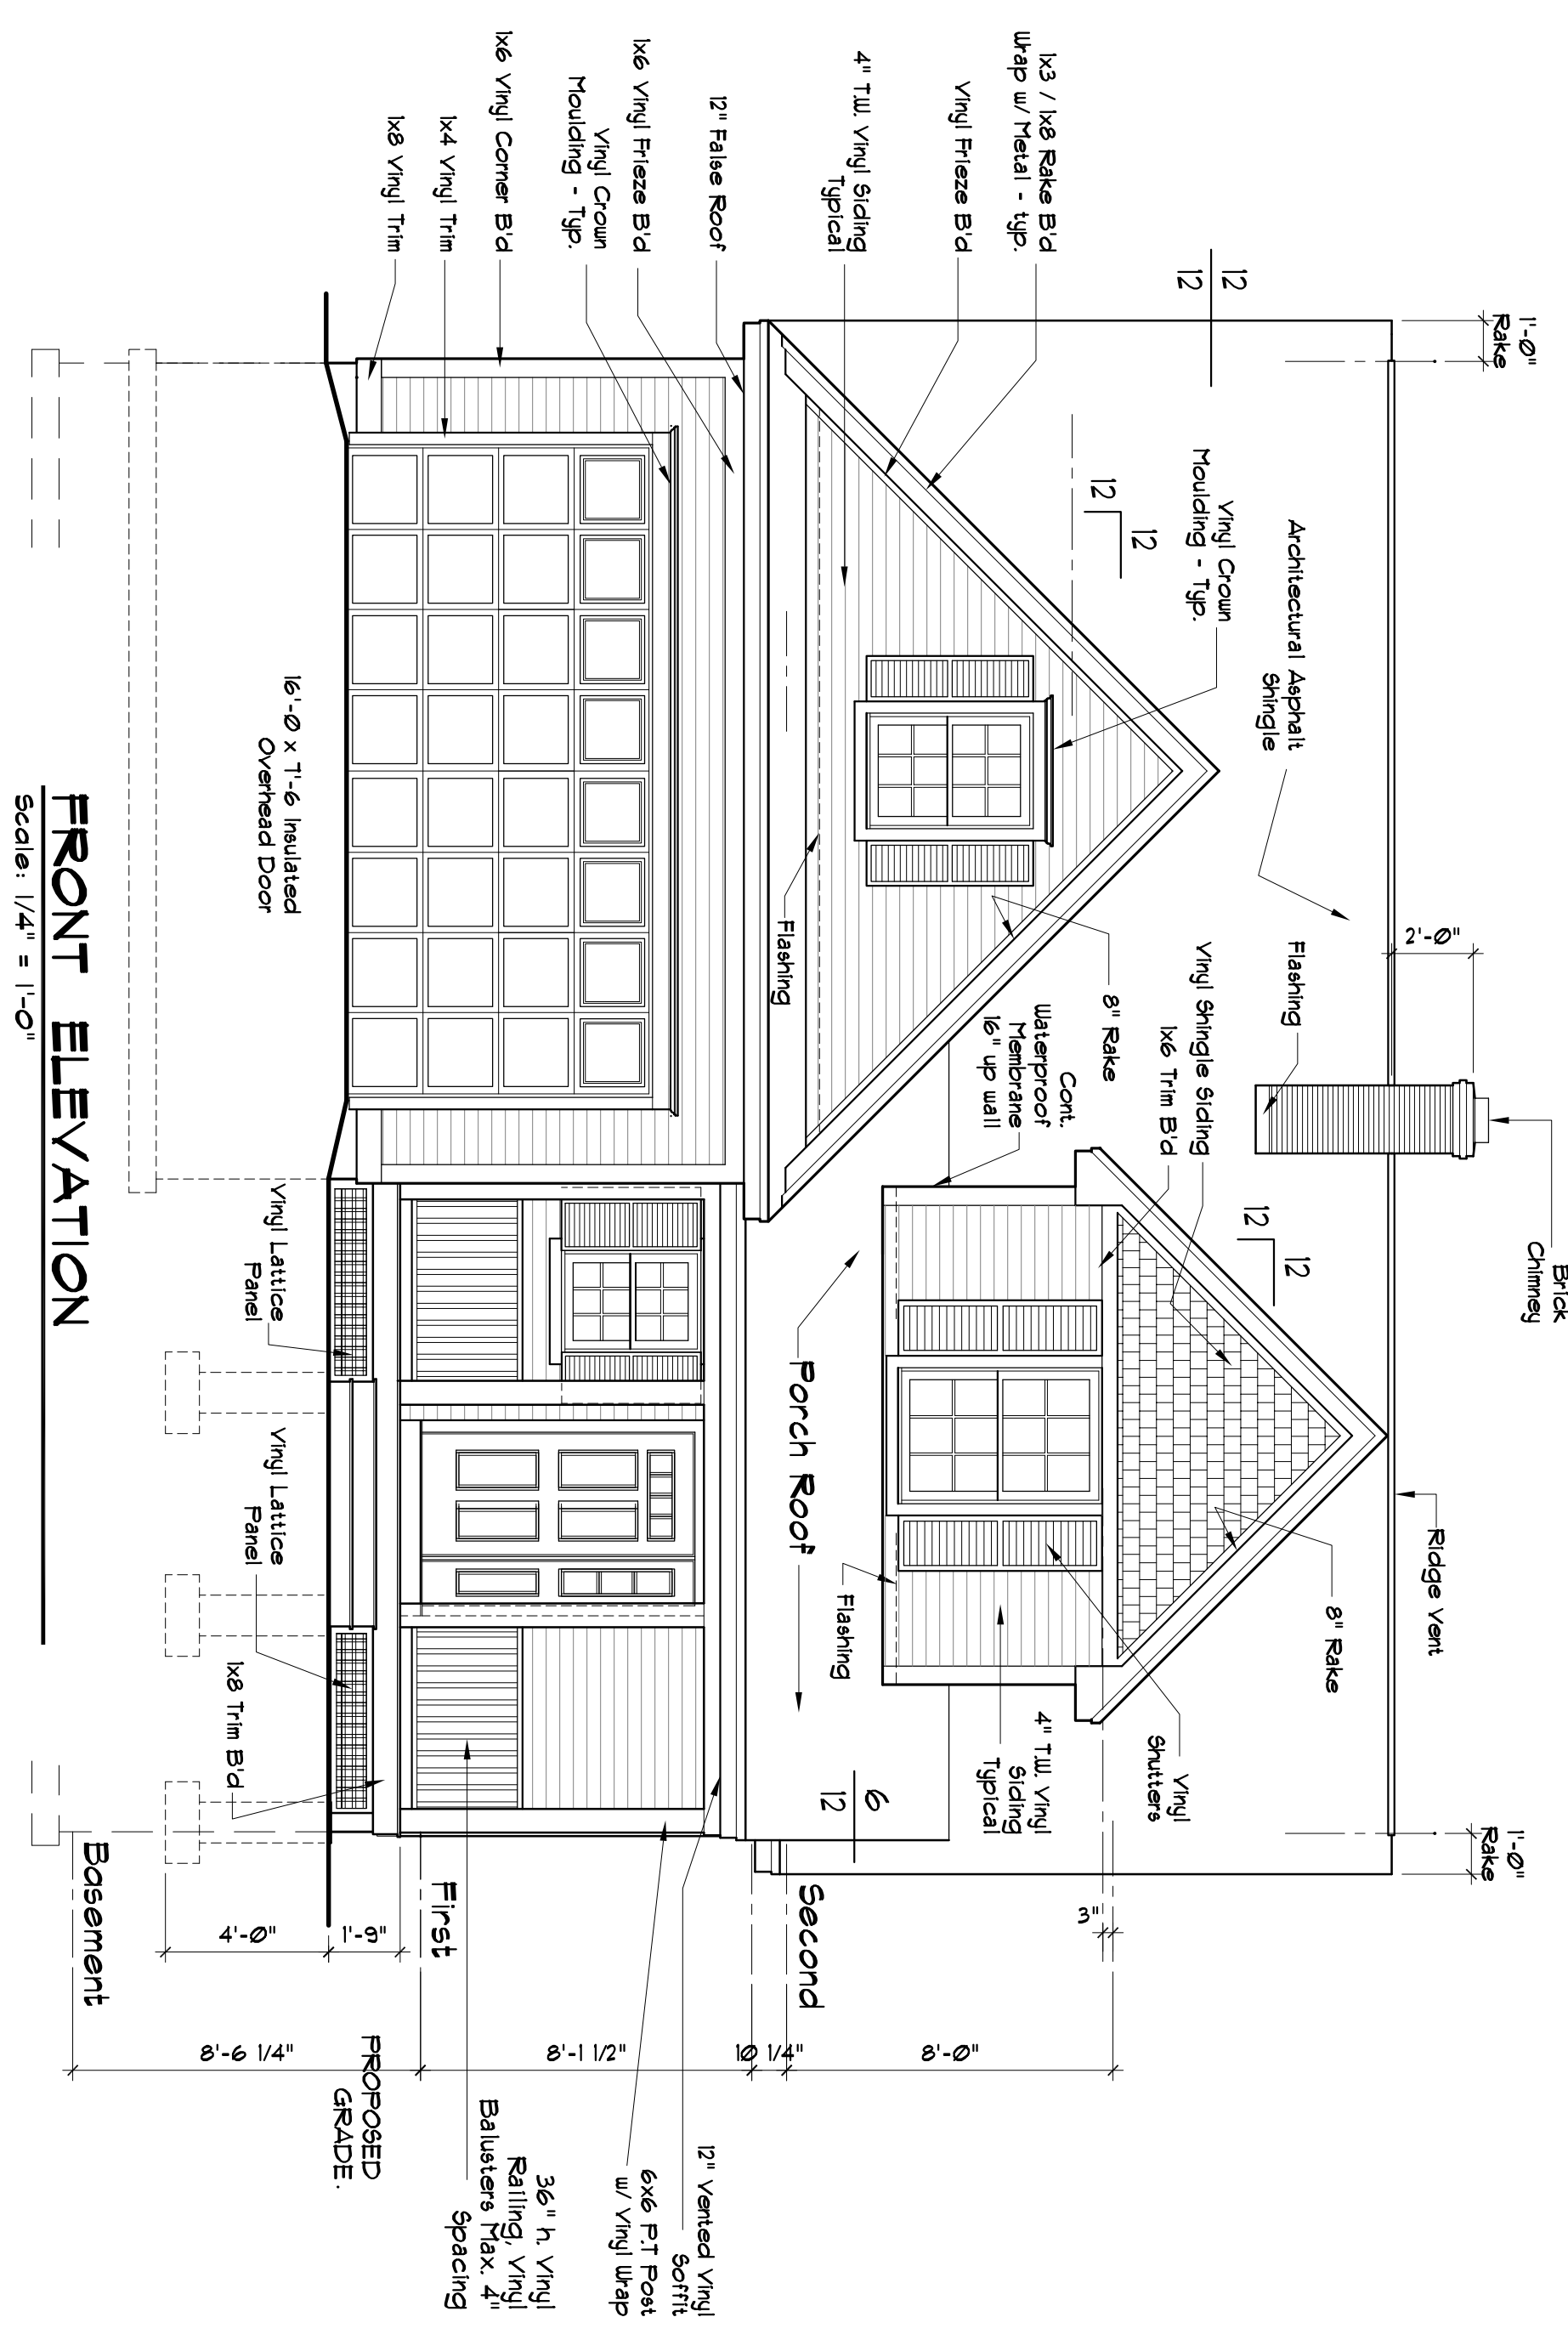 Brick
Chimney
1'-0"
Rake
2'-0"
Ridge Vent
1'-0"
Rake
Architectural Asphalt
Shingle
Flashing
12
12
Vinyl Crown
Moulding - Typ.
12
12
12
12
Vinyl Shingle Siding
1x6 Trim B'd
8" Rake
8" Rake
1x3 / 1x8 Rake B'd
Wrap w/ Metal - typ.
Vinyl Frieze B'd
4" T.W. Vinyl Siding
Typical
Cont.
Waterproof
Membrane
16" up wall
Vinyl
Shutters
4" T.W. Vinyl
Siding
Typical
3"
8'-0"
Flashing
Flashing
6
12
Porch Roof
Second
10 1/4"
12" False Roof
1x6 Vinyl Frieze B'd
Vinyl Crown
Moulding - Typ.
1x6 Vinyl Corner B'd
1x4 Vinyl Trim
1x8 Vinyl Trim
12" Vented Vinyl
Soffit
6x6 P.T Post
w/ Vinyl Wrap
36" h. Vinyl
Railing, Vinyl
Balusters Max. 4"
Spacing
8'-1 1/2"
First
1'-9"
4'-0"
PROPOSED
GRADE.
8'-6 1/4"
Basement
16'-0 x 7'-6 Insulated
Overhead Door
Vinyl Lattice
Panel
Vinyl Lattice
Panel
1x8 Trim B'd
FRONT ELEVATION
Scale: 1/4" = 1'-0"